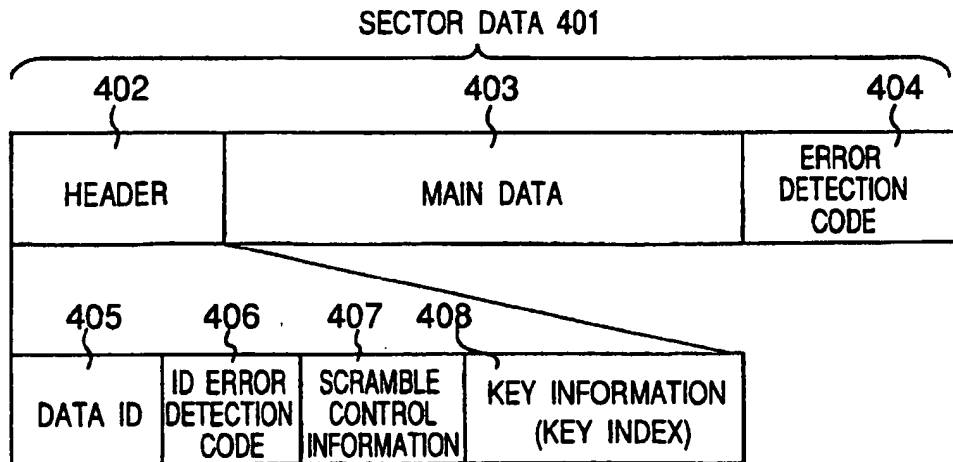 SECTOR DATA 401
402 403 404
HEADER
MAIN DATA
ERROR
DETECTION
CODE
405 406 407 408
DATA ID
ID ERROR
DETECTION
CODE
SCRAMBLE
CONTROL
INFORMATION
KEY INFORMATION
(KEY INDEX)